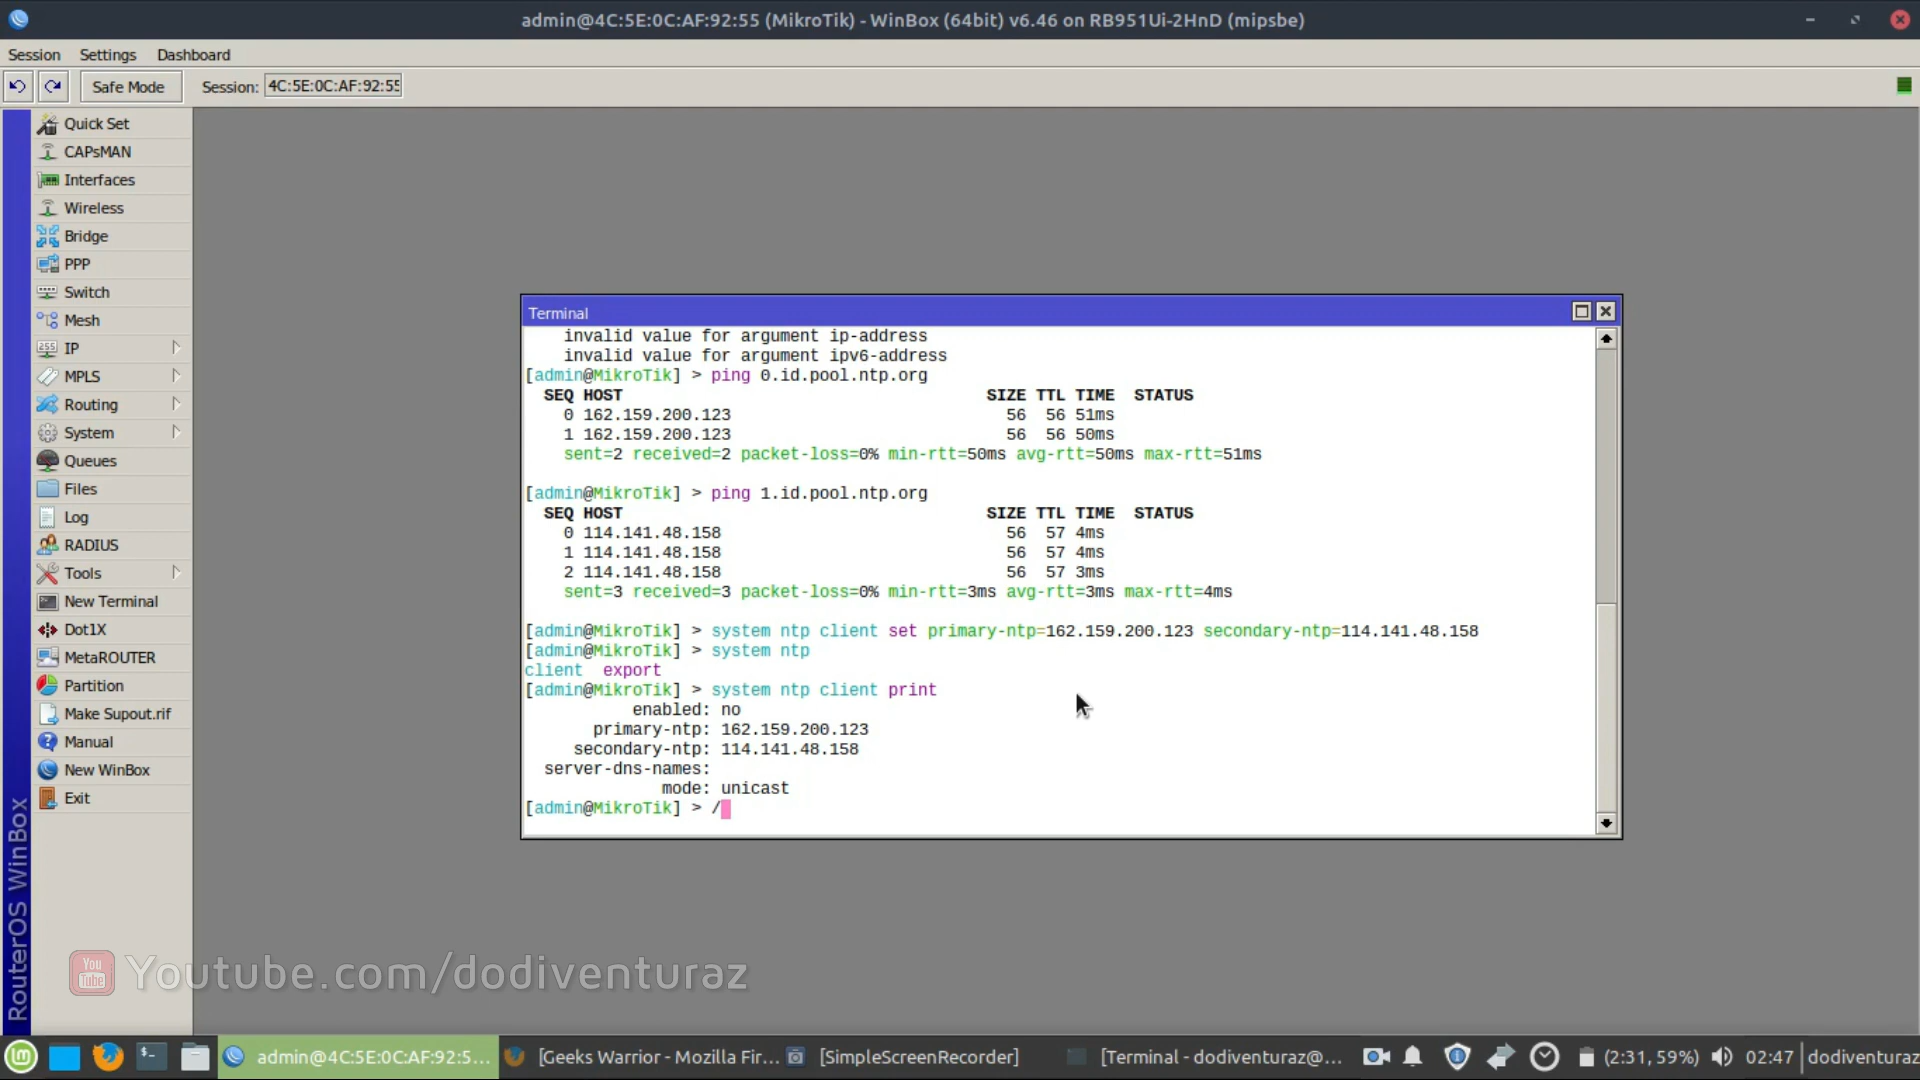 admin@4C:5E:0C:AF:92:55 (MikroTik) - WinBox (64bit) v6.46 on RB951Ui-2HnD (mipsbe)
Session Settings Dashboard
Safe Mode Session: 4C:5E:0C:AF:92:55
Quick Set
CAPsMAN
Interfaces
Wireless
Bridge
PPP
Switch
Mesh
IP
MPLS
Routing
System
Queues
Files
Log
RADIUS
Tools
New Terminal
Dot1X
MetaROUTER
Partition
Make Supout.rif
Manual
New WinBox
Exit
RouterOS WinBox
Terminal
invalid value for argument ip-address
invalid value for argument ipv6-address
[admin@MikroTik] > ping 0.id.pool.ntp.org
SEQ HOST SIZE TTL TIME STATUS
0 162.159.200.123 56 56 51ms
1 162.159.200.123 56 56 50ms
sent=2 received=2 packet-loss=0% min-rtt=50ms avg-rtt=50ms max-rtt=51ms
[admin@MikroTik] > ping 1.id.pool.ntp.org
SEQ HOST SIZE TTL TIME STATUS
0 114.141.48.158 56 57 4ms
1 114.141.48.158 56 57 4ms
2 114.141.48.158 56 57 3ms
sent=3 received=3 packet-loss=0% min-rtt=3ms avg-rtt=3ms max-rtt=4ms
[admin@MikroTik] > system ntp client set primary-ntp=162.159.200.123 secondary-ntp=114.141.48.158
[admin@MikroTik] > system ntp
client export
[admin@MikroTik] > system ntp client print
enabled: no
primary-ntp: 162.159.200.123
secondary-ntp: 114.141.48.158
server-dns-names:
mode: unicast
[admin@MikroTik] > /
You Tube Youtube.com/dodiventuraz
admin@4C:5E:0C:AF:92:5... [Geeks Warrior - Mozilla Fir... [SimpleScreenRecorder] [Terminal - dodiventuraz@... (2:31, 59%) 02:47 dodiventuraz